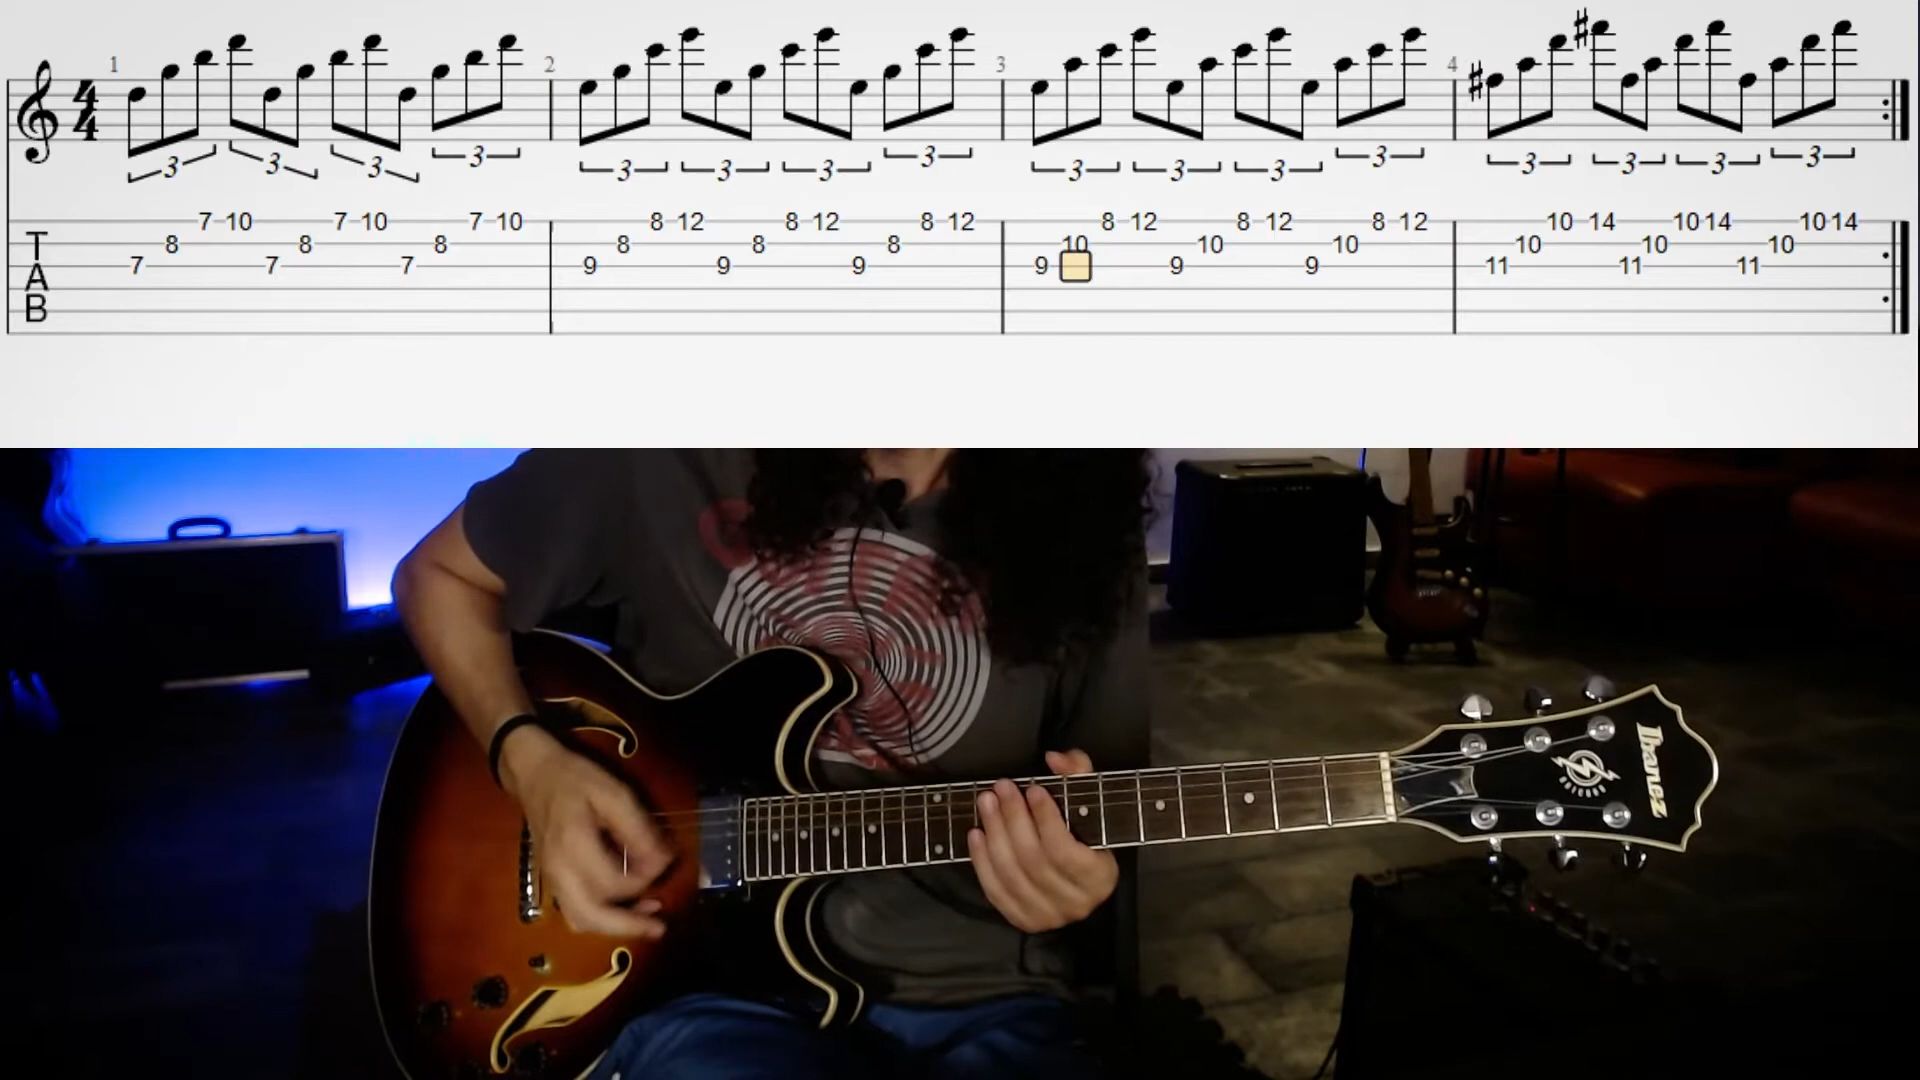 1 2 3 4
4
4
3 3 3 3 3 3 3 3 3 3 3 3 3 3 3 3
7 10 7 10 7 10 8 12 8 12 8 12 8 12 8 12 8 12 10 14 10 14 10 14
T 8 8 8 8 8 8 10 10 10 10 10 10
A 7 7 7 9 9 9 9 9 9 11 11 11
B
Ibanez